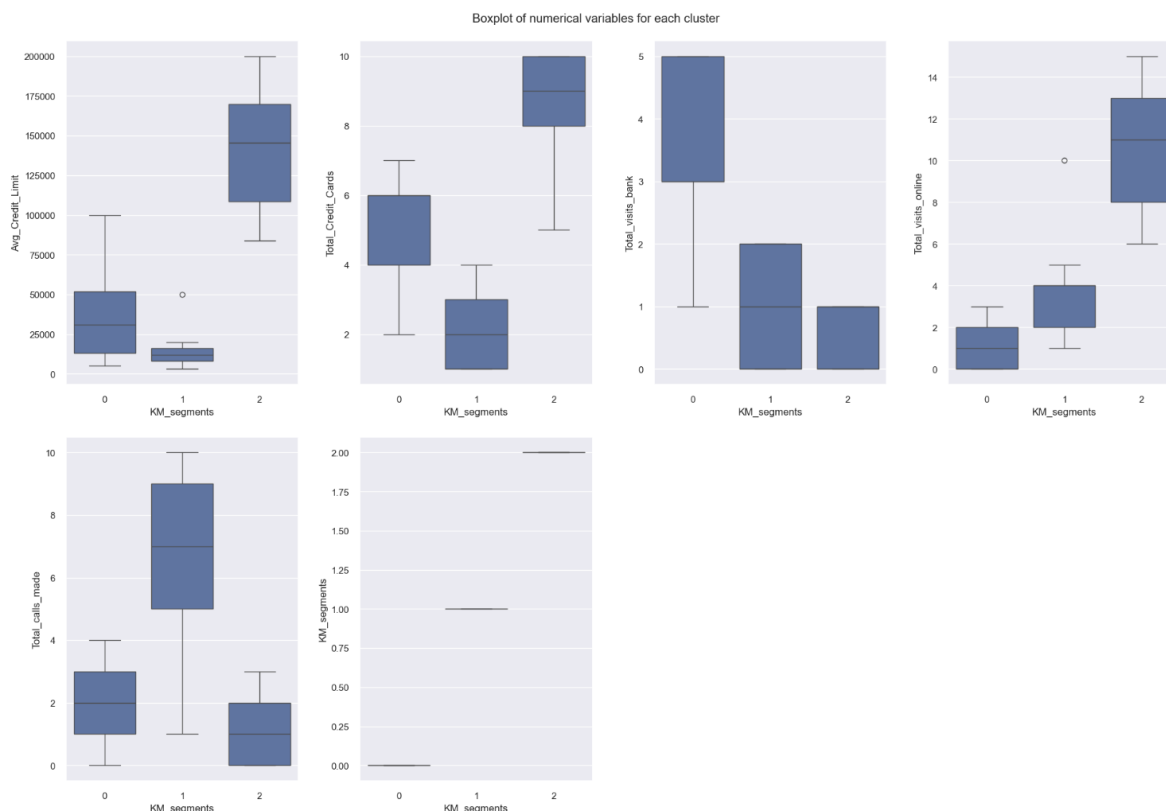 Boxplot of numerical variables for each cluster
Avg_Credit_Limit
200000
175000
150000
125000
100000
75000
50000
25000
0
0 1 2
KM_segments
Total_Credit_Cards
10
8
6
4
2
0 1 2
KM_segments
Total_visits_bank
5
4
3
2
1
0
0 1 2
KM_segments
Total_visits_online
14
12
10
8
6
4
2
0
0 1 2
KM_segments
Total_calls_made
10
8
6
4
2
0
0 1 2
KM_segments
KM_segments
2.00
1.75
1.50
1.25
1.00
0.75
0.50
0.25
0.00
0 1 2
KM_segments